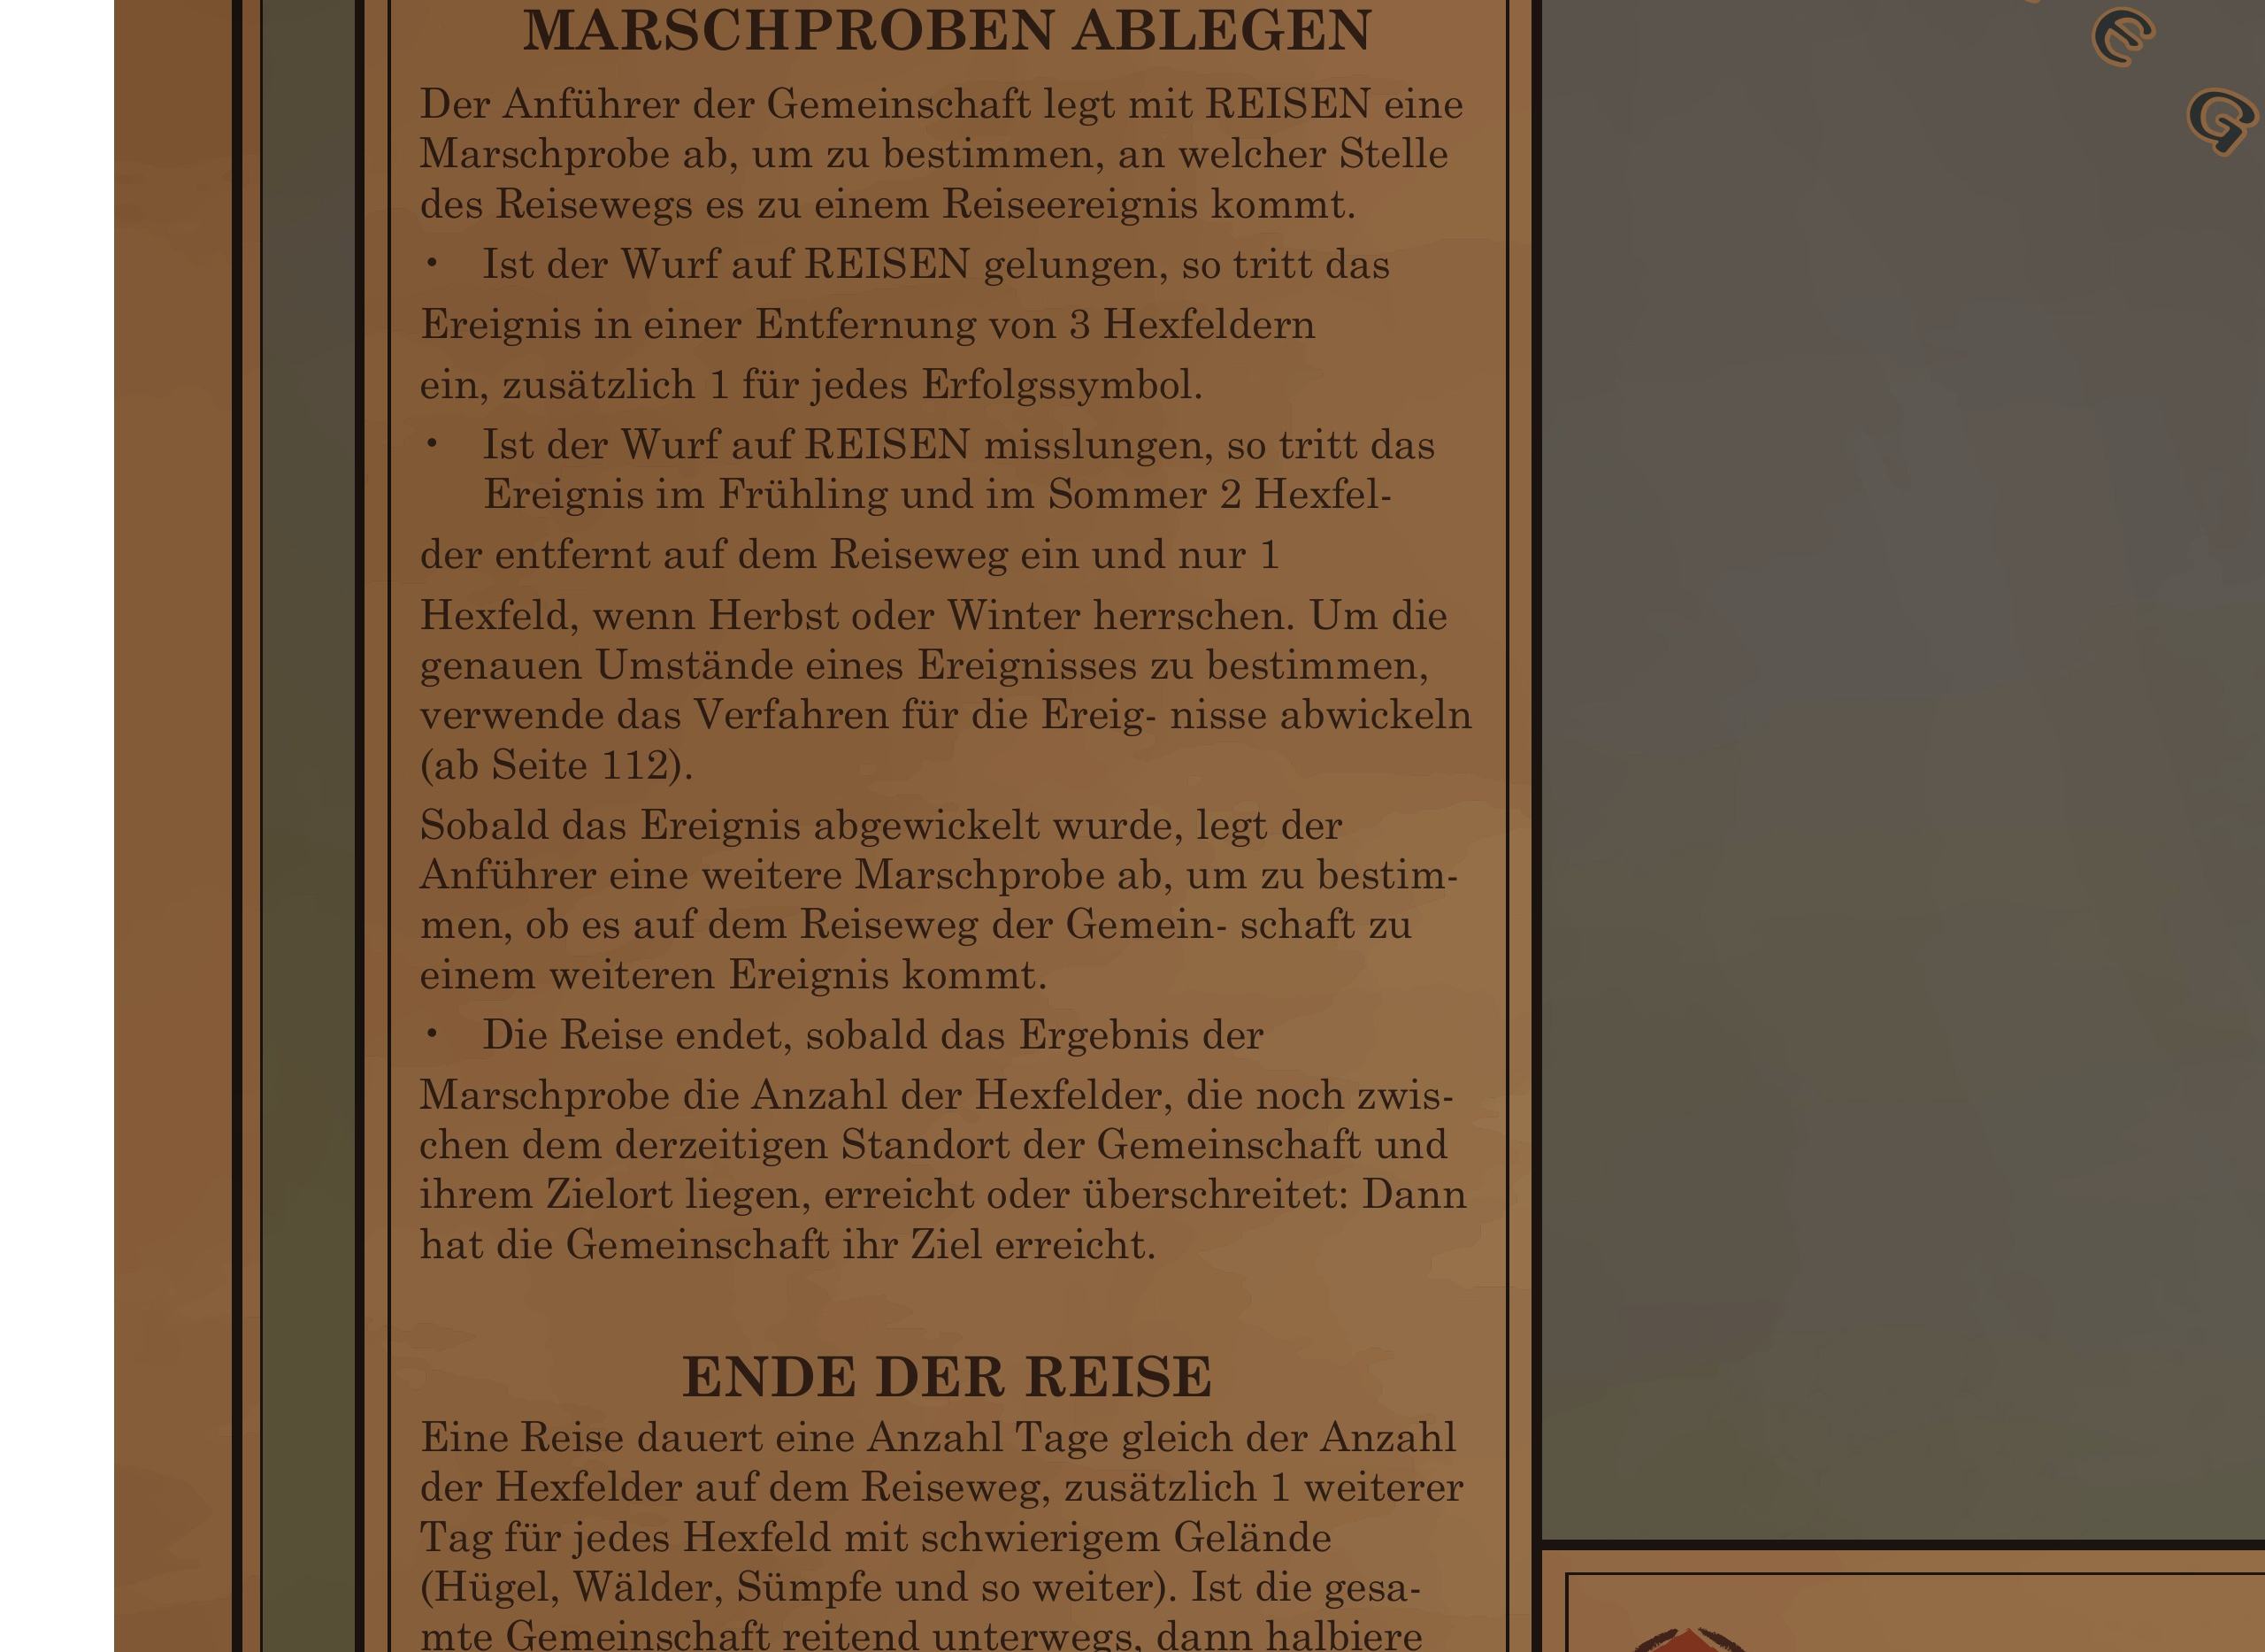 MARSCHPROBEN ABLEGEN
Der Anführer der Gemeinschaft legt mit REISEN eine
Marschprobe ab, um zu bestimmen, an welcher Stelle
des Reisewegs es zu einem Reiseereignis kommt.
• Ist der Wurf auf REISEN gelungen, so tritt das
Ereignis in einer Entfernung von 3 Hexfeldern
ein, zusätzlich 1 für jedes Erfolgssymbol.
• Ist der Wurf auf REISEN misslungen, so tritt das
Ereignis im Frühling und im Sommer 2 Hexfel-
der entfernt auf dem Reiseweg ein und nur 1
Hexfeld, wenn Herbst oder Winter herrschen. Um die
genauen Umstände eines Ereignisses zu bestimmen,
verwende das Verfahren für die Ereig- nisse abwickeln
(ab Seite 112).
Sobald das Ereignis abgewickelt wurde, legt der
Anführer eine weitere Marschprobe ab, um zu bestim-
men, ob es auf dem Reiseweg der Gemein- schaft zu
einem weiteren Ereignis kommt.
• Die Reise endet, sobald das Ergebnis der
Marschprobe die Anzahl der Hexfelder, die noch zwis-
chen dem derzeitigen Standort der Gemeinschaft und
ihrem Zielort liegen, erreicht oder überschreitet: Dann
hat die Gemeinschaft ihr Ziel erreicht.
ENDE DER REISE
Eine Reise dauert eine Anzahl Tage gleich der Anzahl
der Hexfelder auf dem Reiseweg, zusätzlich 1 weiterer
Tag für jedes Hexfeld mit schwierigem Gelände
(Hügel, Wälder, Sümpfe und so weiter). Ist die gesa-
mte Gemeinschaft reitend unterwegs, dann halbiere
e G